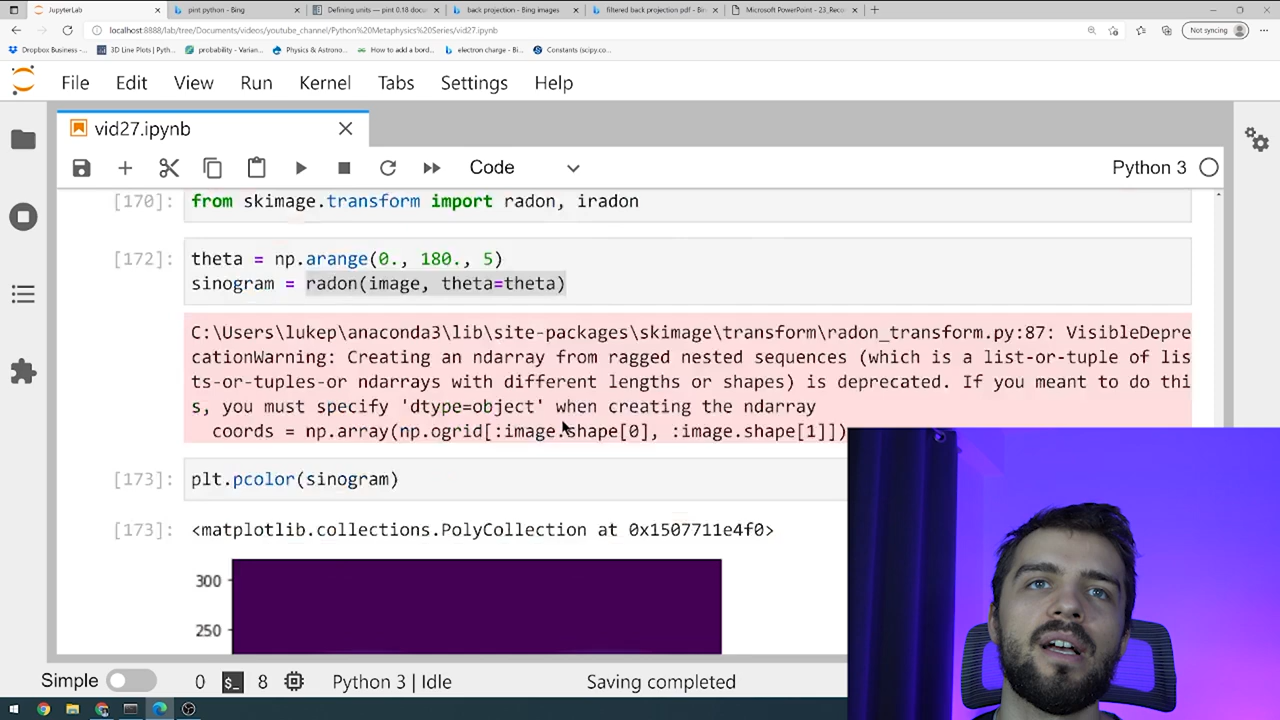 JupyterLab
pint python - Bing
Defining units — pint 0.18 docu
back projection - Bing images
filtered back projection pdf - Bin
Microsoft PowerPoint - 23_Recon
localhost:8888/lab/tree/Documents/videos/youtube_channel/Python%20Metaphysics%20Series/vid27.ipynb
Not syncing
Dropbox Business -...
3D Line Plots | Pyth...
probability - Varian...
Physics & Astrono...
How to add a bord...
electron charge - Bi...
Constants (scipy.co...
File Edit View Run Kernel Tabs Settings Help
vid27.ipynb
Code
Python 3
[170]: from skimage.transform import radon, iradon
[172]: theta = np.arange(0., 180., 5)
sinogram = radon(image, theta=theta)
C:\Users\lukep\anaconda3\lib\site-packages\skimage\transform\radon_transform.py:87: VisibleDepre
cationWarning: Creating an ndarray from ragged nested sequences (which is a list-or-tuple of lis
ts-or-tuples-or ndarrays with different lengths or shapes) is deprecated. If you meant to do thi
s, you must specify 'dtype=object' when creating the ndarray
coords = np.array(np.ogrid[:image.shape[0], :image.shape[1]])
[173]: plt.pcolor(sinogram)
[173]: <matplotlib.collections.PolyCollection at 0x1507711e4f0>
300
250
Simple 0 8 Python 3 | Idle Saving completed